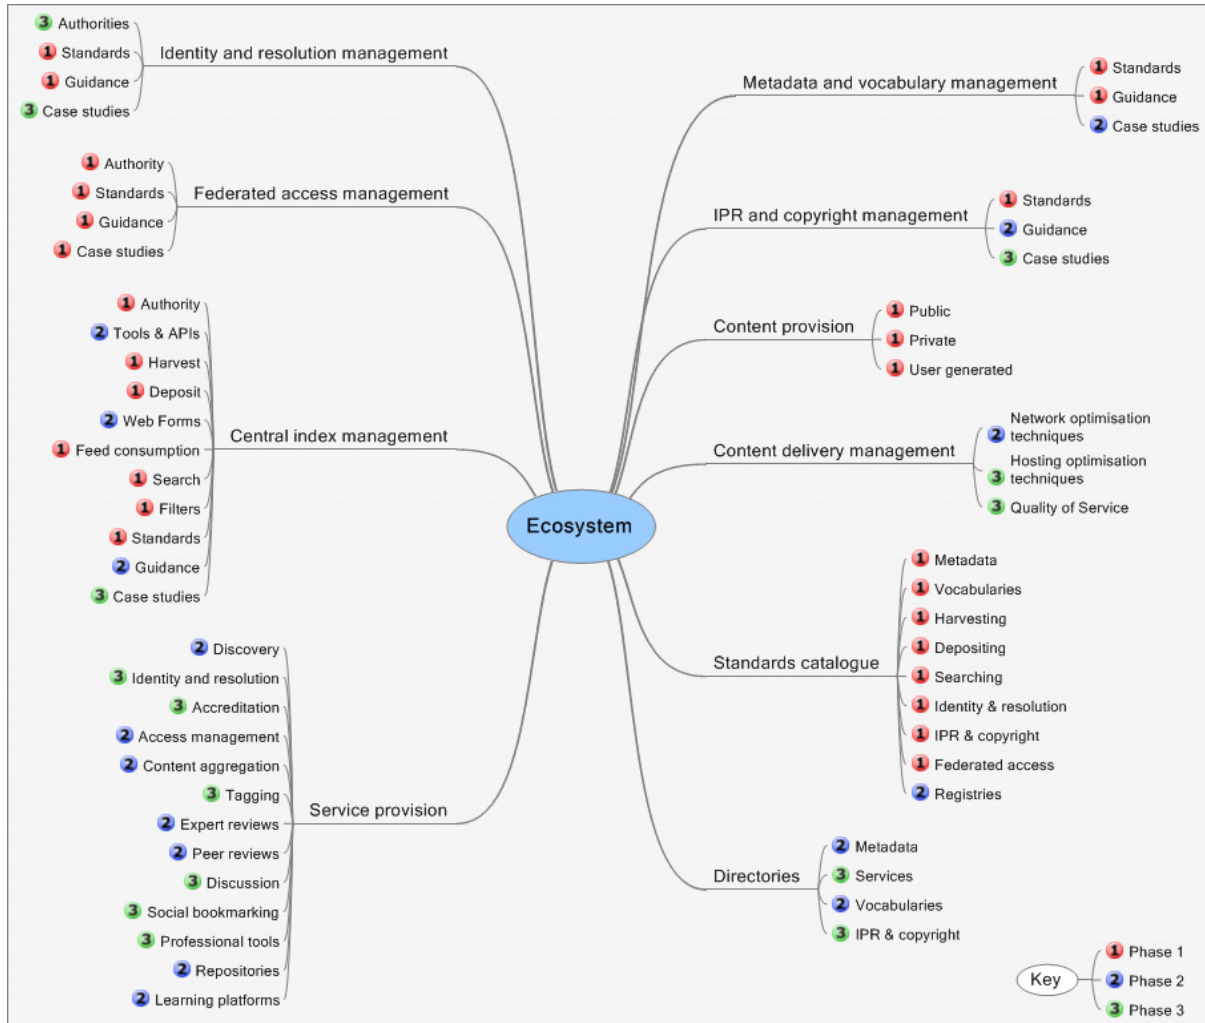 3 Authorities
1 Standards
1 Guidance
3 Case studies
Identity and resolution management
1 Authority
1 Standards
1 Guidance
1 Case studies
Federated access management
1 Authority
2 Tools & APIs
1 Harvest
1 Deposit
2 Web Forms
1 Feed consumption
1 Search
1 Filters
1 Standards
2 Guidance
3 Case studies
Central index management
2 Discovery
3 Identity and resolution
3 Accreditation
2 Access management
2 Content aggregation
3 Tagging
2 Expert reviews
2 Peer reviews
3 Discussion
3 Social bookmarking
3 Professional tools
2 Repositories
2 Learning platforms
Service provision
Ecosystem
Metadata and vocabulary management
1 Standards
1 Guidance
2 Case studies
IPR and copyright management
1 Standards
2 Guidance
3 Case studies
Content provision
1 Public
1 Private
1 User generated
Content delivery management
2 Network optimisation
techniques
3 Hosting optimisation
techniques
3 Quality of Service
Standards catalogue
1 Metadata
1 Vocabularies
1 Harvesting
1 Depositing
1 Searching
1 Identity & resolution
1 IPR & copyright
1 Federated access
2 Registries
Directories
2 Metadata
3 Services
2 Vocabularies
3 IPR & copyright
Key
1 Phase 1
2 Phase 2
3 Phase 3